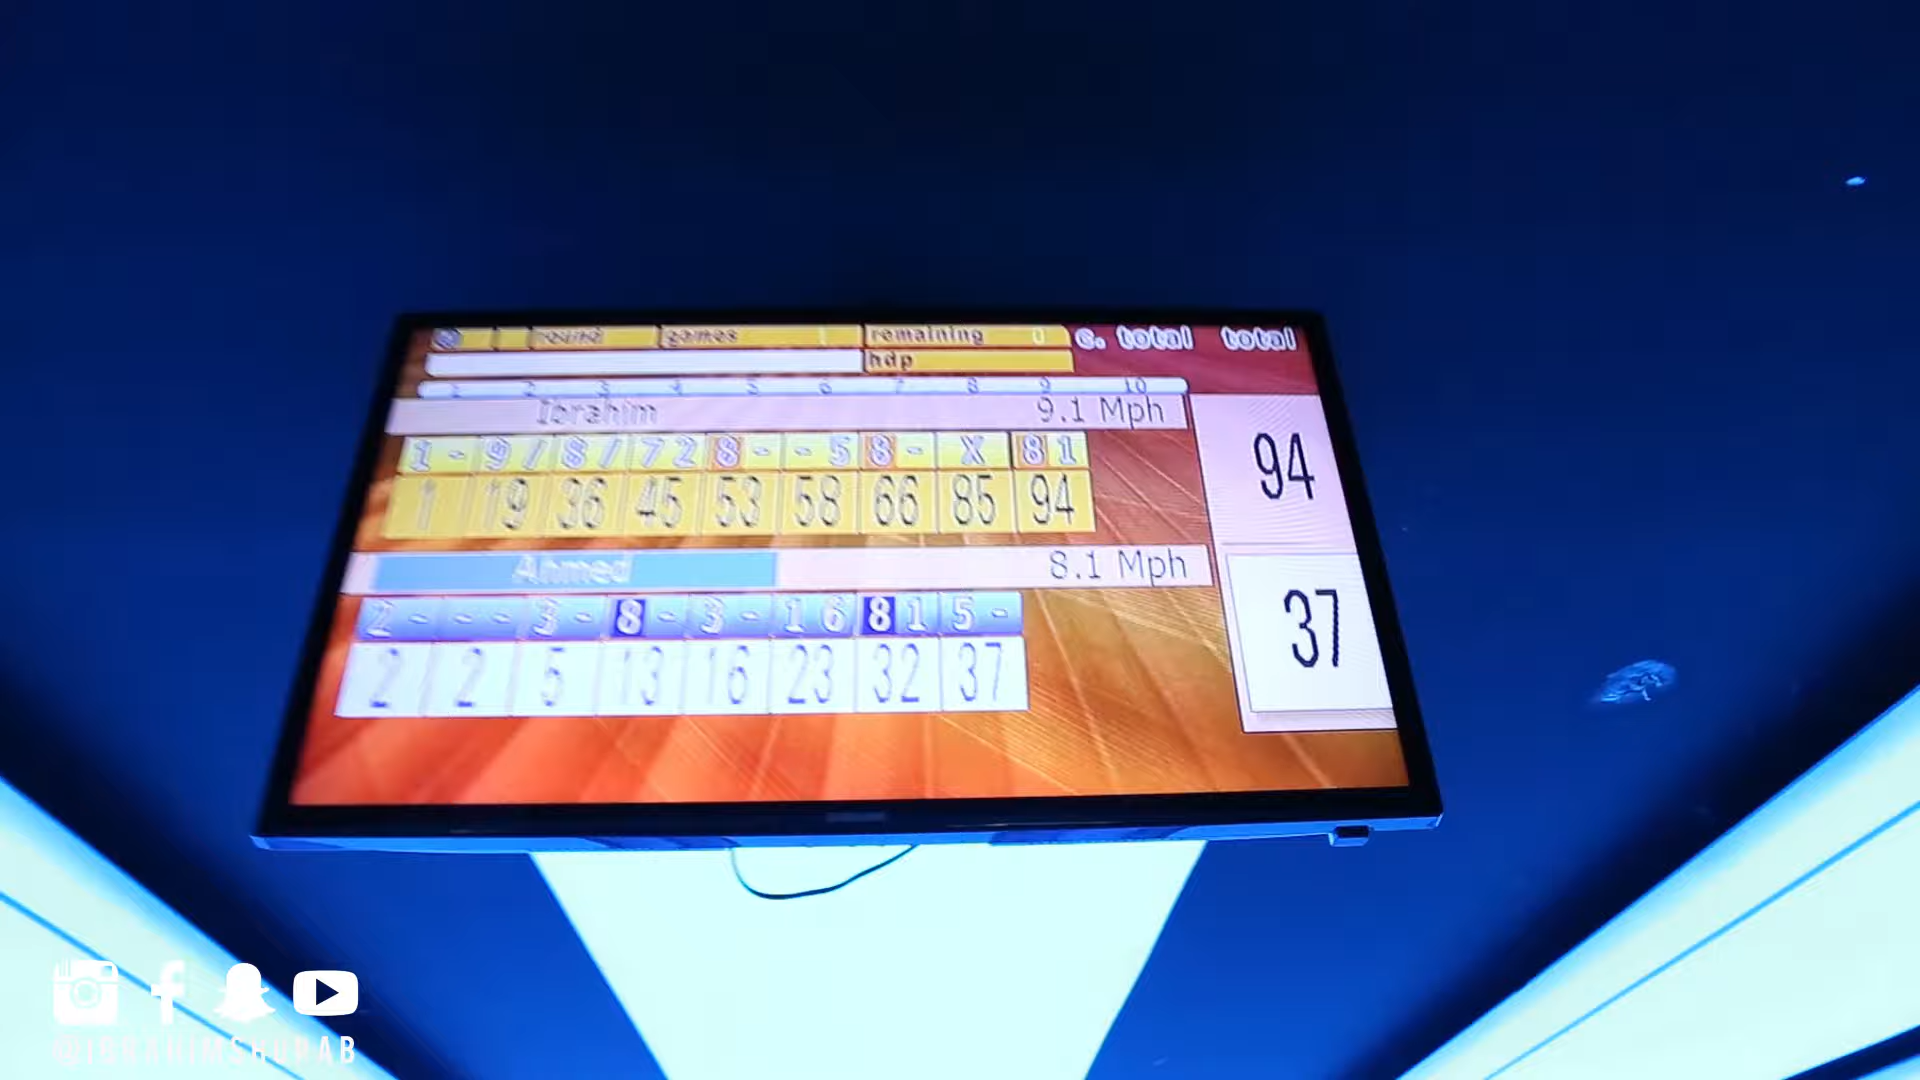 round games 1 remaining 0 c. total total
hdp
1 2 3 4 5 6 7 8 9 10
Ibrahim 9.1 Mph
1 - 9 / 8 / 7 2 8 - - 5 8 - X 8 1
1 19 36 45 53 58 66 85 94 94
Ahmed 8.1 Mph
2 - - - 3 - 8 - 3 - 1 6 8 1 5 -
2 2 5 13 16 23 32 37 37
@IBRAHIMSHURAB